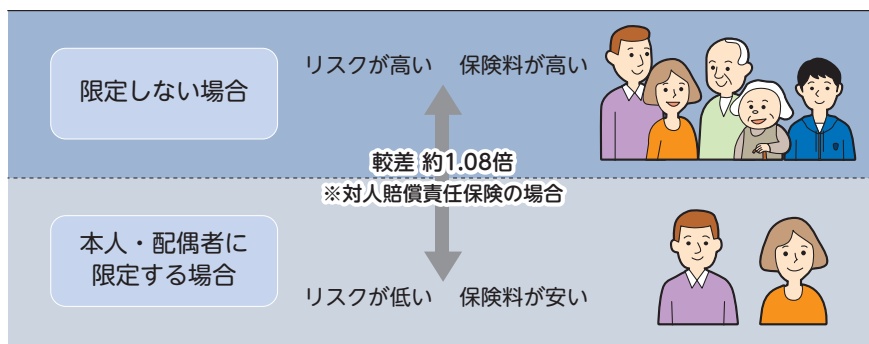 限定しない場合
リスクが高い 保険料が高い
較差 約1.08倍
※対人賠償責任保険の場合
本人・配偶者に
限定する場合
リスクが低い 保険料が安い